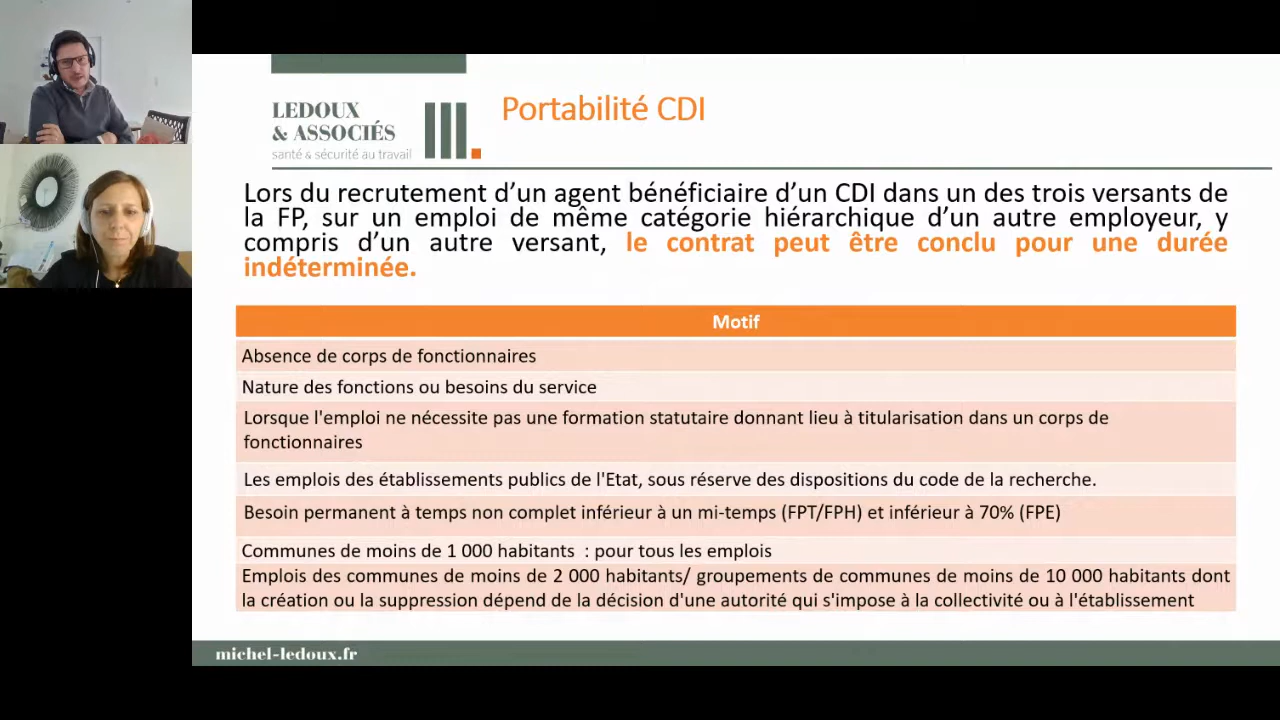 LEDOUX
& ASSOCIÉS
santé & sécurité au travail
Portabilité CDI
Lors du recrutement d’un agent bénéficiaire d’un CDI dans un des trois versants de
la FP, sur un emploi de même catégorie hiérarchique d’un autre employeur, y
compris d’un autre versant, le contrat peut être conclu pour une durée
indéterminée.
Motif
Absence de corps de fonctionnaires
Nature des fonctions ou besoins du service
Lorsque l'emploi ne nécessite pas une formation statutaire donnant lieu à titularisation dans un corps de
fonctionnaires
Les emplois des établissements publics de l'Etat, sous réserve des dispositions du code de la recherche.
Besoin permanent à temps non complet inférieur à un mi-temps (FPT/FPH) et inférieur à 70% (FPE)
Communes de moins de 1 000 habitants : pour tous les emplois
Emplois des communes de moins de 2 000 habitants/ groupements de communes de moins de 10 000 habitants dont
la création ou la suppression dépend de la décision d'une autorité qui s'impose à la collectivité ou à l'établissement
michel-ledoux.fr